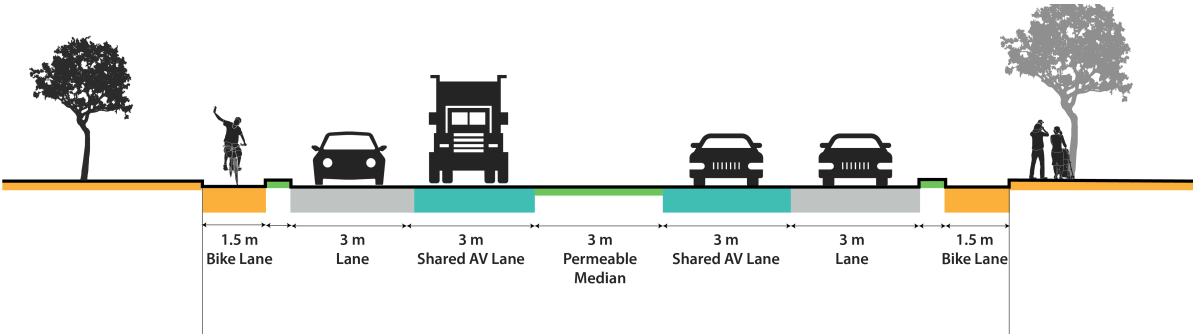 1.5 m
Bike Lane
3 m
Lane
3 m
Shared AV Lane
3 m
Permeable
Median
3 m
Shared AV Lane
3 m
Lane
1.5 m
Bike Lane